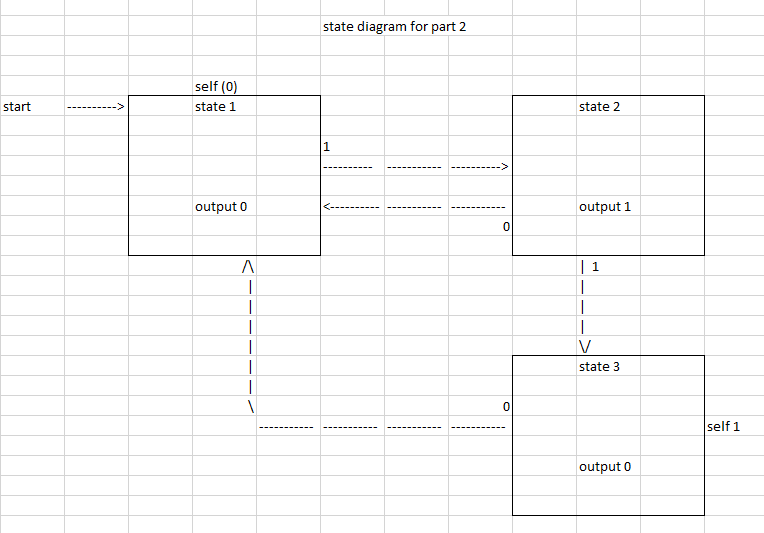 state diagram for part 2
self (0)
start ----------> state 1 state 2
1
---------- ----------- ---------->
output 0 <---------- ----------- ----------- output 1
0
/\ | 1
| |
| |
| |
| \/
| state 3
|
\ 0
----------- ----------- ----------- ----------- self 1
output 0